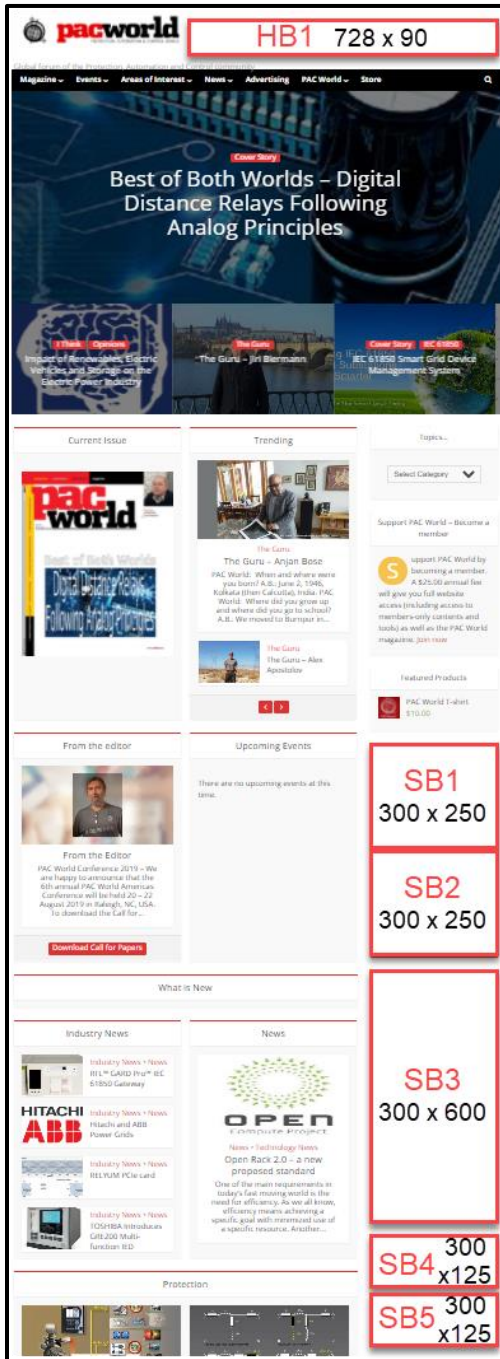 pacworld
HB1 728 x 90
Global forum of the Protection, Automation and Control community
Magazine Events Areas of Interest News Advertising PAC World Store
Cover Story
Best of Both Worlds – Digital
Distance Relays Following
Analog Principles
I Think Opinions
Impact of Renewables, Electric
Vehicles and Storage on the
Electric Power Industry
The Guru
The Guru – Jiri Biermann
Cover Story IEC 61850
IEC 61850 Smart Grid Device
Management System
Current Issue
pac
world
Best of Both Worlds
Digital Distance Relays
Following Analog Principles
Trending
The Guru
The Guru – Anjan Bose
PAC World: When and where were
you born? A.B.: June 2, 1946,
Kolkata (then Calcutta), India. PAC
World: Where did you grow up
and where did you go to school?
A.B.: We moved to Burnpur in...
The Guru
The Guru – Alex
Apostolov
Topics...
Select Category
Support PAC World – Become a
member
Support PAC World by
becoming a member.
A $25.00 annual fee
will give you full website
access (including access to
members-only contents and
tools) as well as the PAC World
magazine. Join now
Featured Products
PAC World T-shirt
$10.00
From the editor
From the Editor
PAC World Conference 2019 – We
are happy to announce that the
6th annual PAC World Americas
Conference will be held 20 – 22
August 2019 in Raleigh, NC, USA.
To download the Call for...
Download Call for Papers
Upcoming Events
There are no upcoming events at this
time.
SB1
300 x 250
SB2
300 x 250
What is New
Industry News
Industry News • News
RTL™ GARD Pro™ IEC
61850 Gateway
HITACHI
ABB
Industry News • News
Hitachi and ABB
Power Grids
Industry News • News
RELYUM PCIe card
Industry News • News
TOSHIBA Introduces
GRE200 Multi-
function IED
News
OPEN
Compute Project
News • Technology News
Open Rack 2.0 – a new
proposed standard
One of the main requirements in
today's fast moving world is the
need for efficiency. As we all know,
efficiency means achieving a
specific goal with minimized use of
a specific resource. Another...
SB3
300 x 600
SB4 300
x125
SB5 300
x125
Protection